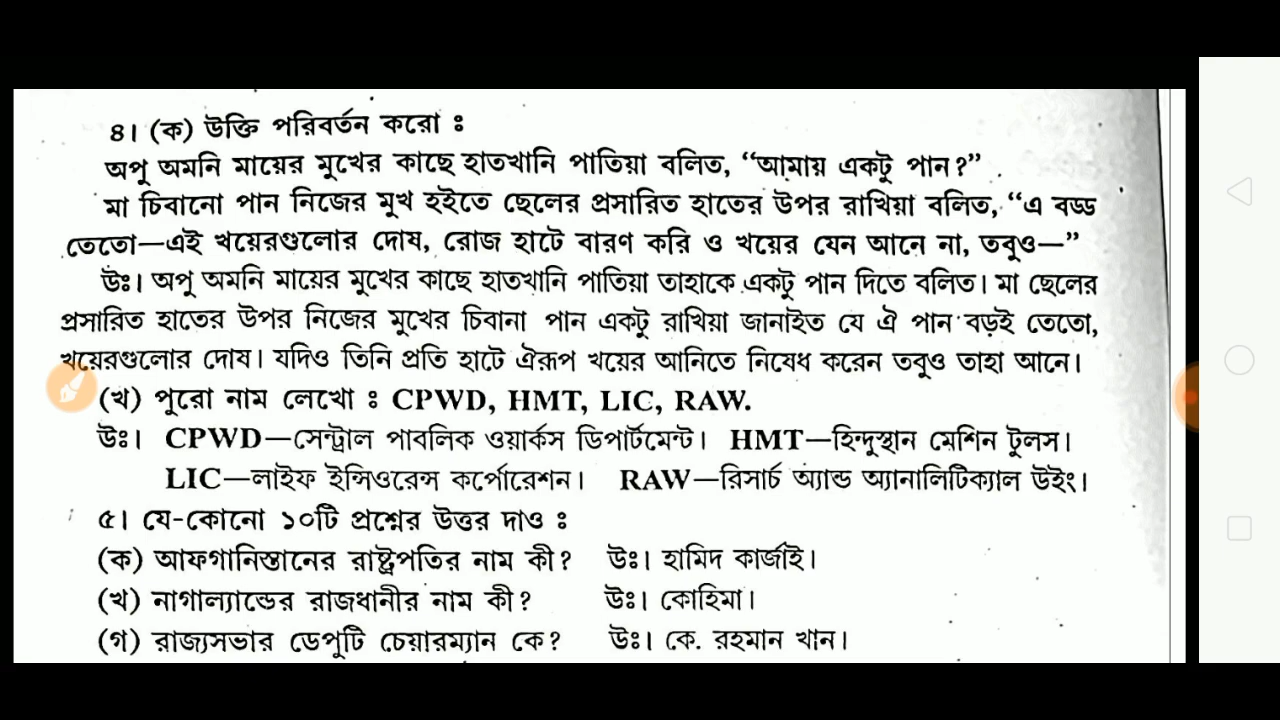 ৪। (ক) উক্তি পরিবর্তন করো ঃ
অপু অমনি মায়ের মুখের কাছে হাতখানি পাতিয়া বলিত, “আমায় একটু পান?”
মা চিবানো পান নিজের মুখ হইতে ছেলের প্রসারিত হাতের উপর রাখিয়া বলিত, “এ বড্ড
তেতো—এই খয়েরগুলোর দোষ, রোজ হাটে বারণ করি ও খয়ের যেন আনে না, তবুও—”
উঃ। অপু অমনি মায়ের মুখের কাছে হাতখানি পাতিয়া তাহাকে একটু পান দিতে বলিত। মা ছেলের
প্রসারিত হাতের উপর নিজের মুখের চিবানা পান একটু রাখিয়া জানাইত যে ঐ পান বড়ই তেতো,
খয়েরগুলোর দোষ। যদিও তিনি প্রতি হাটে ঐরূপ খয়ের আনিতে নিষেধ করেন তবুও তাহা আনে।
(খ) পুরো নাম লেখো ঃ CPWD, HMT, LIC, RAW.
উঃ। CPWD—সেন্ট্রাল পাবলিক ওয়ার্কস ডিপার্টমেন্ট। HMT—হিন্দুস্থান মেশিন টুলস।
LIC—লাইফ ইন্সিওরেন্স কর্পোরেশন। RAW—রিসার্চ অ্যান্ড অ্যানালিটিক্যাল উইং।
৫। যে-কোনো ১০টি প্রশ্নের উত্তর দাও ঃ
(ক) আফগানিস্তানের রাষ্ট্রপতির নাম কী? উঃ। হামিদ কার্জাই।
(খ) নাগাল্যান্ডের রাজধানীর নাম কী? উঃ। কোহিমা।
(গ) রাজ্যসভার ডেপুটি চেয়ারম্যান কে? উঃ। কে. রহমান খান।